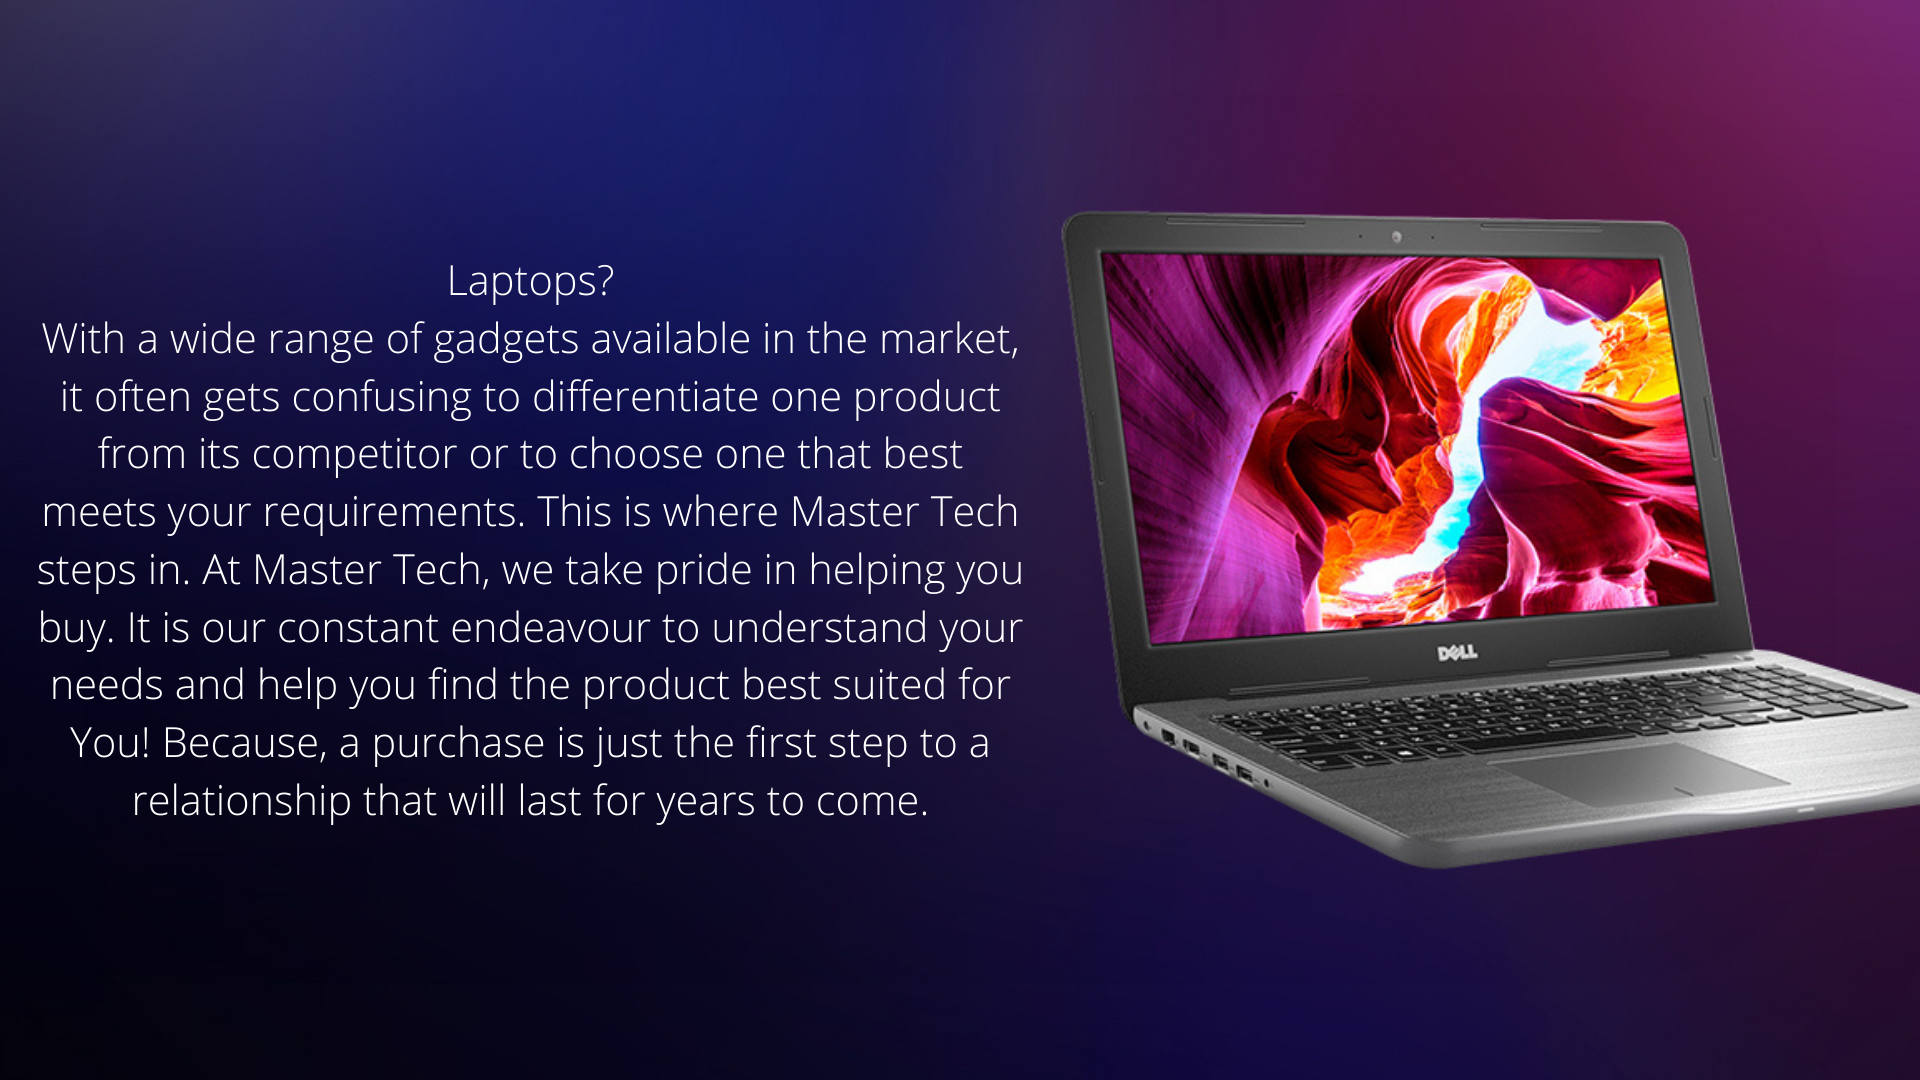 Laptops?
With a wide range of gadgets available in the market,
it often gets confusing to differentiate one product
from its competitor or to choose one that best
meets your requirements. This is where Master Tech
steps in. At Master Tech, we take pride in helping you
buy. It is our constant endeavour to understand your
needs and help you find the product best suited for
You! Because, a purchase is just the first step to a
relationship that will last for years to come.
DELL